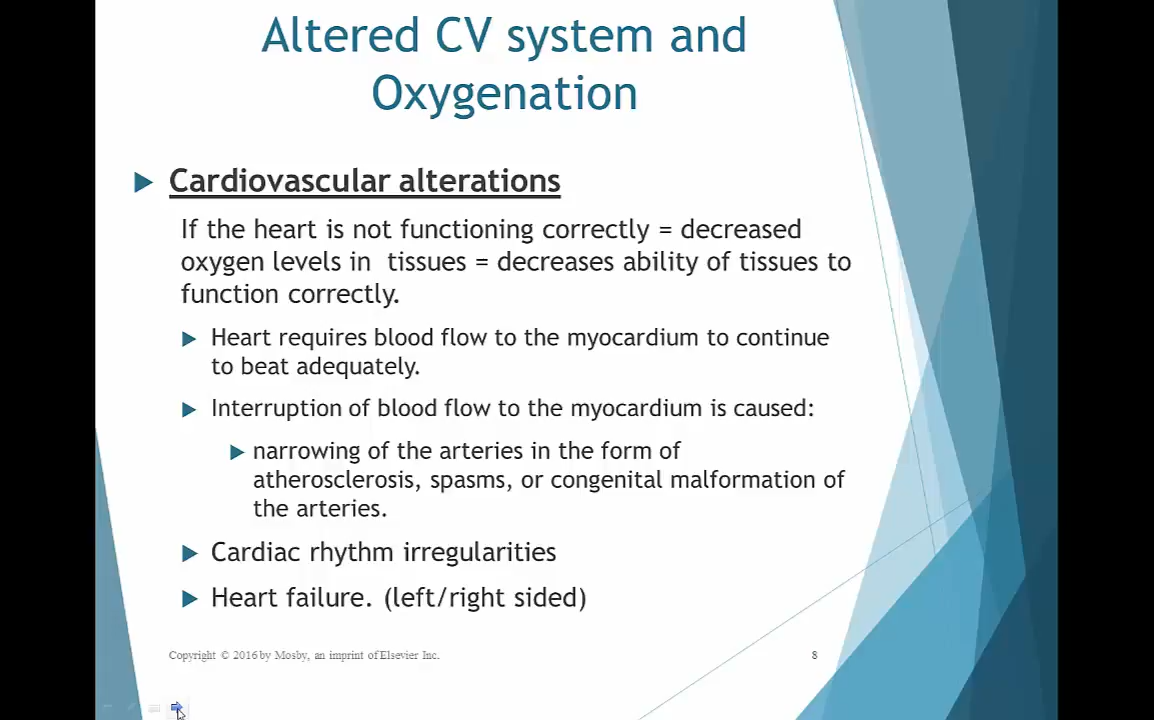 Altered CV system and
Oxygenation
Cardiovascular alterations
If the heart is not functioning correctly = decreased
oxygen levels in tissues = decreases ability of tissues to
function correctly.
Heart requires blood flow to the myocardium to continue
to beat adequately.
Interruption of blood flow to the myocardium is caused:
narrowing of the arteries in the form of
atherosclerosis, spasms, or congenital malformation of
the arteries.
Cardiac rhythm irregularities
Heart failure. (left/right sided)
Copyright © 2016 by Mosby, an imprint of Elsevier Inc.
8